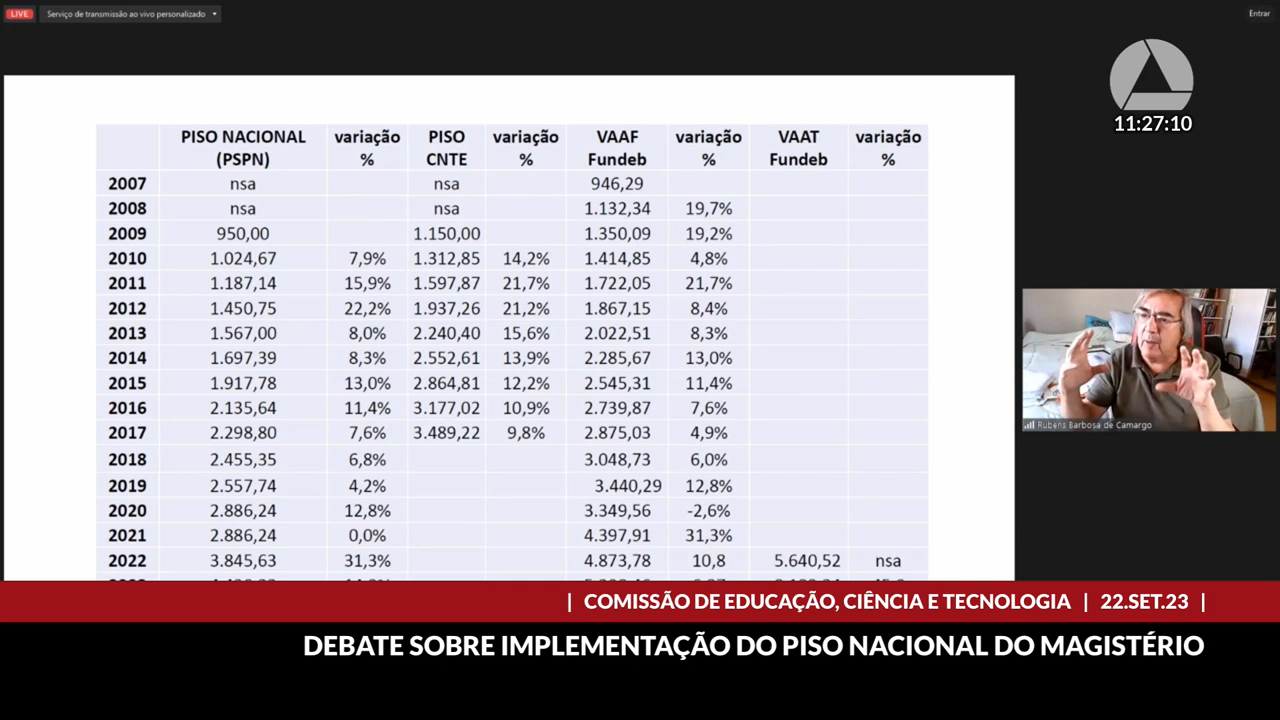 LIVE Serviço de transmissão ao vivo personalizado
Entrar
11:27:10
PISO NACIONAL (PSPN) variação % PISO CNTE variação % VAAF Fundeb variação % VAAT Fundeb variação %
2007 nsa nsa 946,29
2008 nsa nsa 1.132,34 19,7%
2009 950,00 1.150,00 1.350,09 19,2%
2010 1.024,67 7,9% 1.312,85 14,2% 1.414,85 4,8%
2011 1.187,14 15,9% 1.597,87 21,7% 1.722,05 21,7%
2012 1.450,75 22,2% 1.937,26 21,2% 1.867,15 8,4%
2013 1.567,00 8,0% 2.240,40 15,6% 2.022,51 8,3%
2014 1.697,39 8,3% 2.552,61 13,9% 2.285,67 13,0%
2015 1.917,78 13,0% 2.864,81 12,2% 2.545,31 11,4%
2016 2.135,64 11,4% 3.177,02 10,9% 2.739,87 7,6%
2017 2.298,80 7,6% 3.489,22 9,8% 2.875,03 4,9%
2018 2.455,35 6,8% 3.048,73 6,0%
2019 2.557,74 4,2% 3.440,29 12,8%
2020 2.886,24 12,8% 3.349,56 -2,6%
2021 2.886,24 0,0% 4.397,91 31,3%
2022 3.845,63 31,3% 4.873,78 10,8 5.640,52 nsa
Rubens Barbosa de Camargo
| COMISSÃO DE EDUCAÇÃO, CIÊNCIA E TECNOLOGIA | 22.SET.23 |
DEBATE SOBRE IMPLEMENTAÇÃO DO PISO NACIONAL DO MAGISTÉRIO